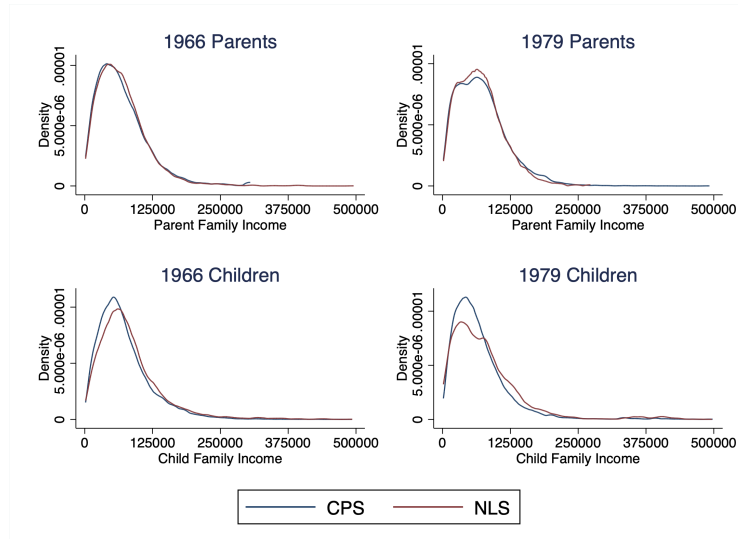 1966 Parents
Density
0 5.000e-06 .00001
0 125000 250000 375000 500000
Parent Family Income
1979 Parents
Density
0 5.000e-06 .00001
0 125000 250000 375000 500000
Parent Family Income
1966 Children
Density
0 5.000e-06 .00001
0 125000 250000 375000 500000
Child Family Income
1979 Children
Density
0 5.000e-06 .00001
0 125000 250000 375000 500000
Child Family Income
CPS NLS